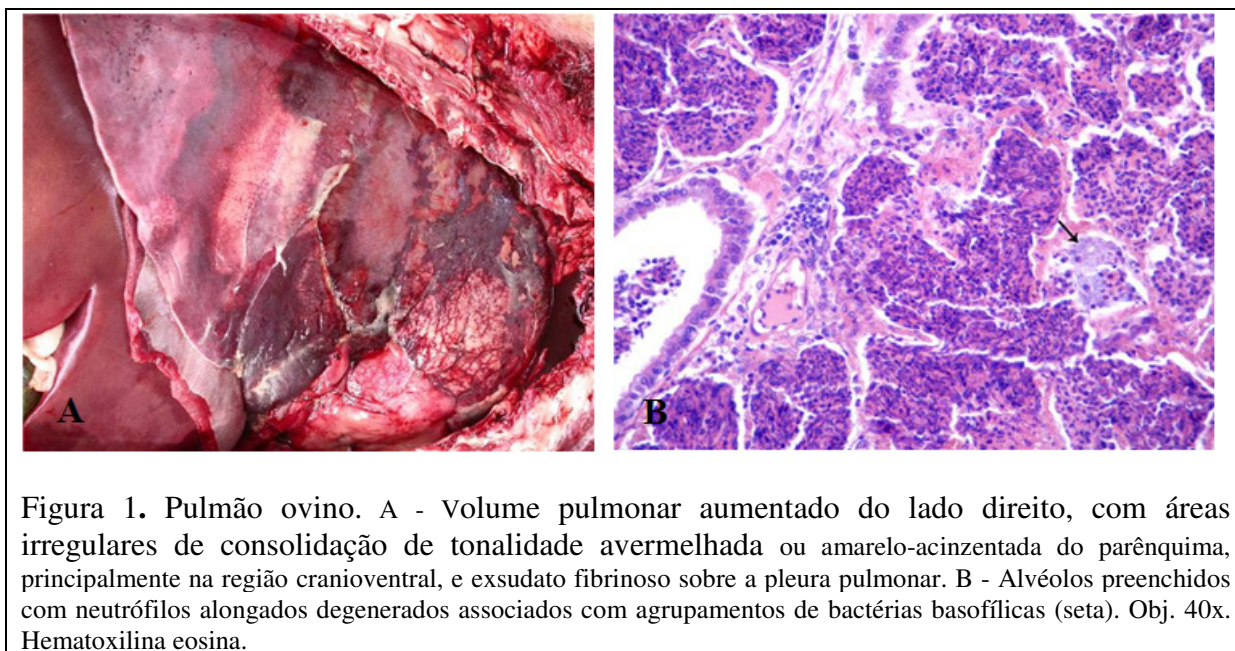 A
B
Figura 1. Pulmão ovino. A - Volume pulmonar aumentado do lado direito, com áreas
irregulares de consolidação de tonalidade avermelhada ou amarelo-acinzentada do parênquima,
principalmente na região cranioventral, e exsudato fibrinoso sobre a pleura pulmonar. B - Alvéolos preenchidos
com neutrófilos alongados degenerados associados com agrupamentos de bactérias basofílicas (seta). Obj. 40x.
Hematoxilina eosina.